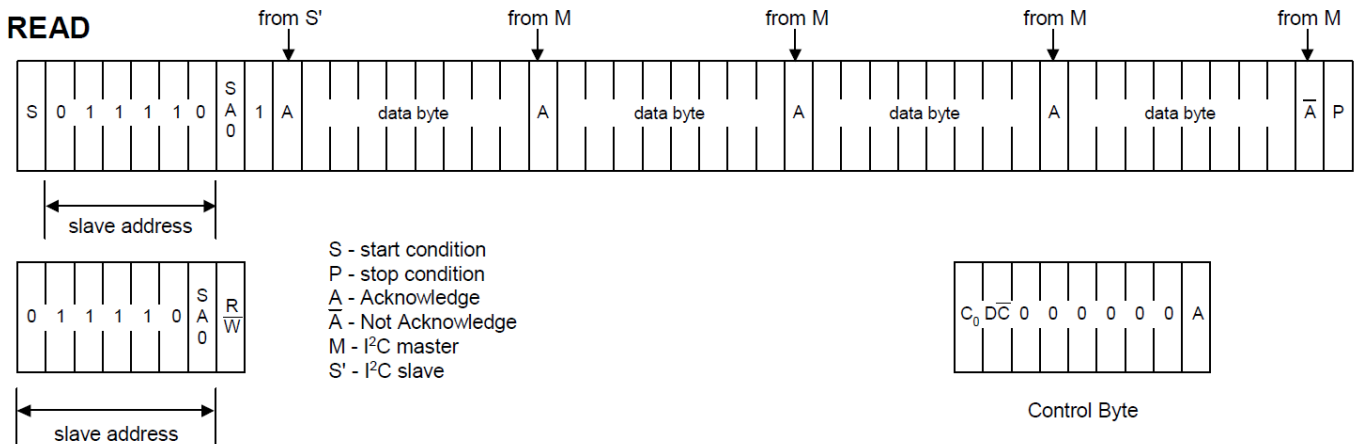 READ
from S' from M from M from M from M
S 0 1 1 1 1 0 SA0 1 A data byte A data byte A data byte A data byte A̅ P
slave address
S - start condition
P - stop condition
A - Acknowledge
A̅ - Not Acknowledge
M - I²C master
S' - I²C slave
0 1 1 1 1 0 SA0 R/W̅
slave address
C₀ DC̅ 0 0 0 0 0 0 A
Control Byte